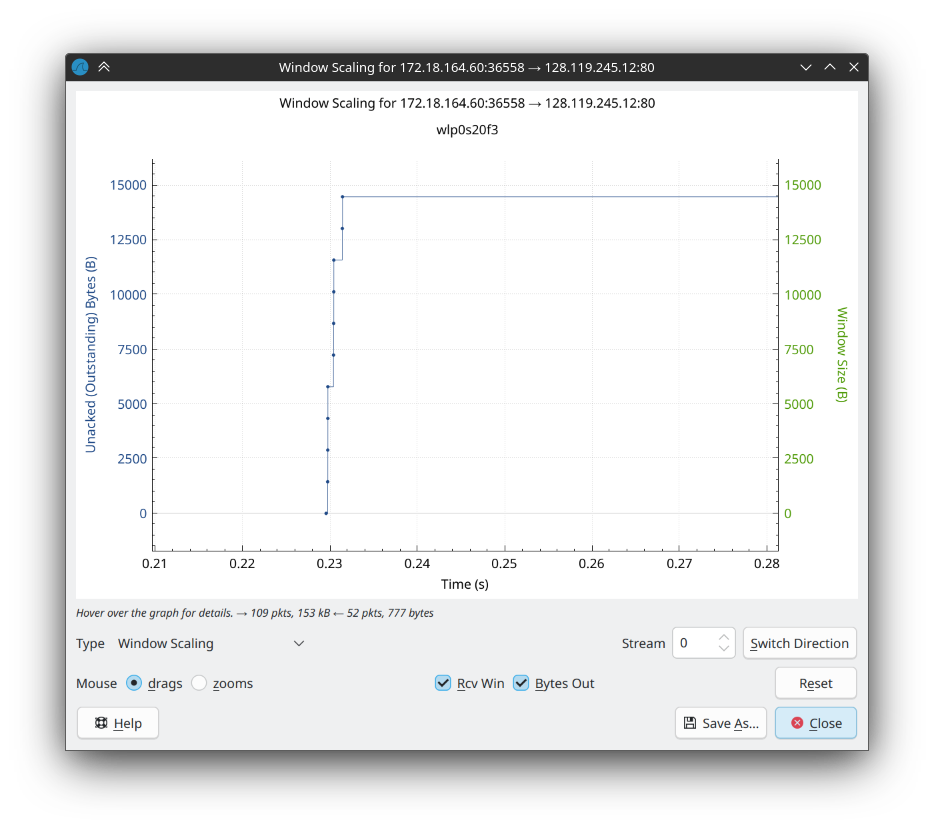 Window Scaling for 172.18.164.60:36558 → 128.119.245.12:80
Window Scaling for 172.18.164.60:36558 → 128.119.245.12:80
wlp0s20f3
Unacked (Outstanding) Bytes (B)
15000
12500
10000
7500
5000
2500
0
15000
12500
10000
7500
5000
2500
0
Window Size (B)
0.21 0.22 0.23 0.24 0.25 0.26 0.27 0.28
Time (s)
Hover over the graph for details. → 109 pkts, 153 kB ← 52 pkts, 777 bytes
Type Window Scaling Stream 0 Switch Direction
Mouse drags zooms Rcv Win Bytes Out Reset
Help Save As... Close